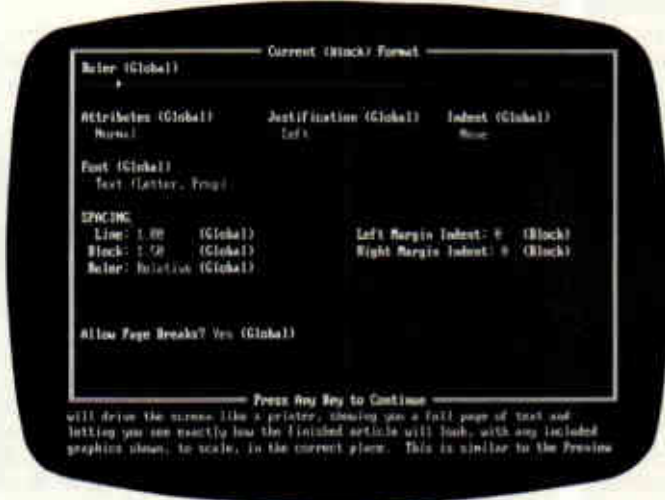 Current (Block) Format
Ruler (Global)
Attributes (Global) Justification (Global) Indent (Global)
Normal Left None
Font (Global)
Text (Letter, Prop)
SPACING
Line: 1.00 (Global) Left Margin Indent: 0 (Block)
Block: 1.50 (Global) Right Margin Indent: 0 (Block)
Ruler: Relative (Global)
Allow Page Breaks? Yes (Global)
Press Any Key to Continue
will drive the screen like a printer, showing you a full page of text and
letting you see exactly how the finished article will look, with any included
graphics shown, to scale, in the correct place. This is similar to the Preview